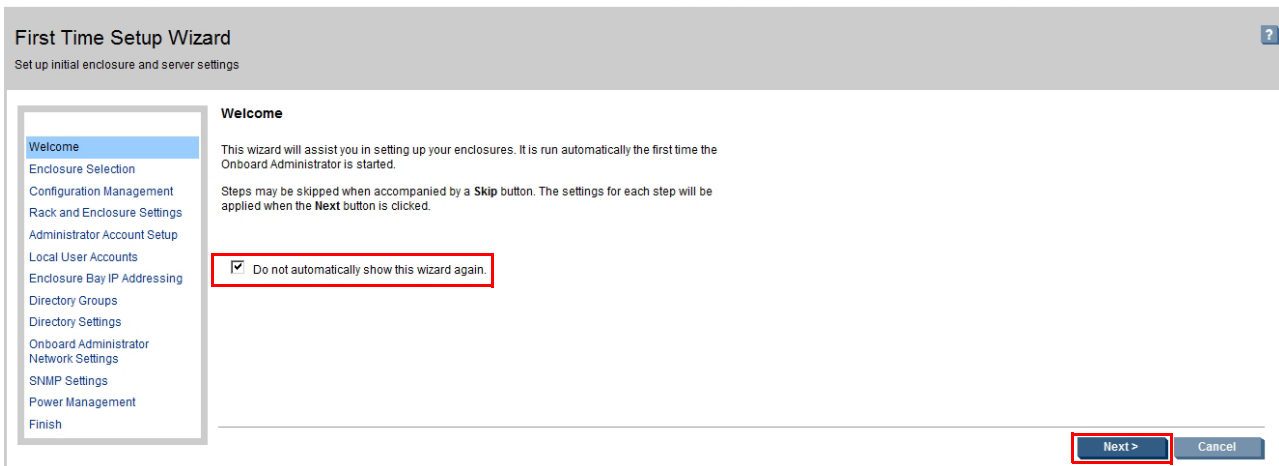 First Time Setup Wizard
?
Set up initial enclosure and server settings
Welcome
Enclosure Selection
Configuration Management
Rack and Enclosure Settings
Administrator Account Setup
Local User Accounts
Enclosure Bay IP Addressing
Directory Groups
Directory Settings
Onboard Administrator
Network Settings
SNMP Settings
Power Management
Finish
Welcome
This wizard will assist you in setting up your enclosures. It is run automatically the first time the
Onboard Administrator is started.
Steps may be skipped when accompanied by a Skip button. The settings for each step will be
applied when the Next button is clicked.
Do not automatically show this wizard again.
Next >
Cancel